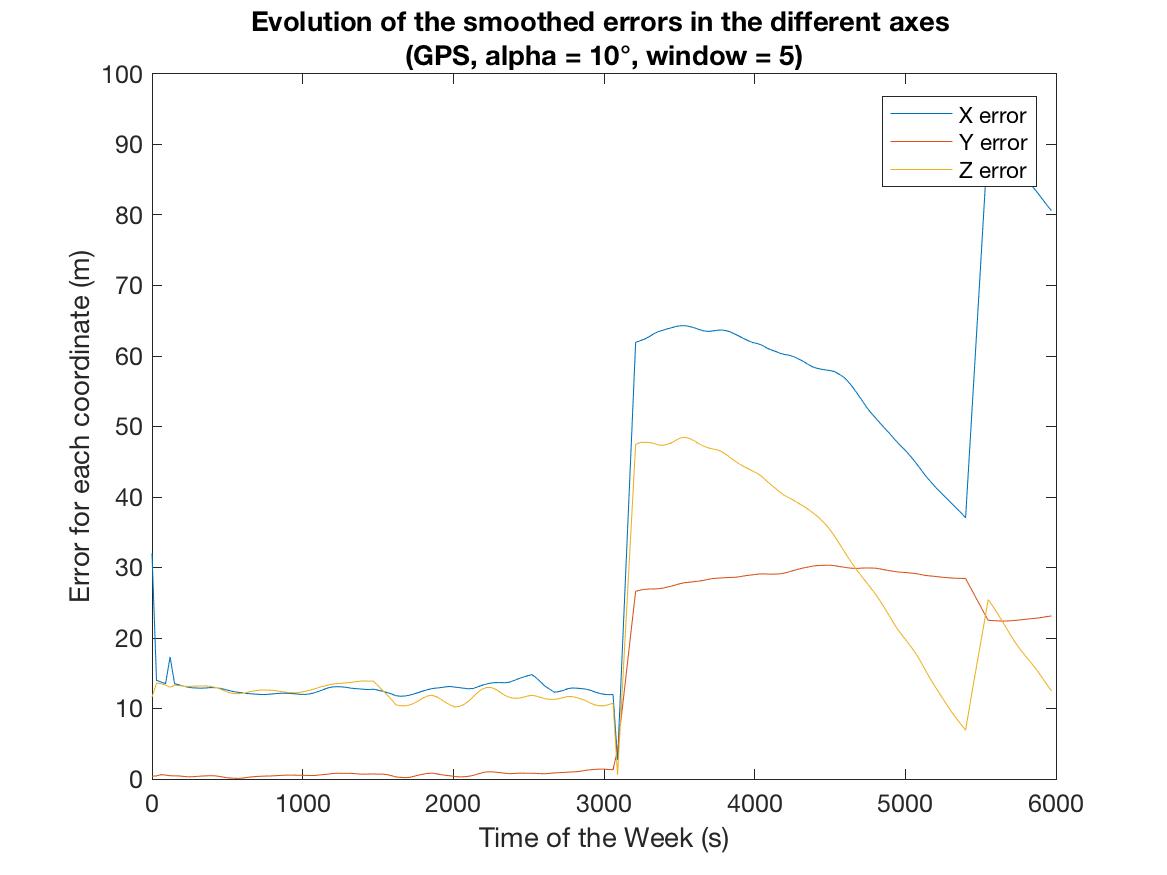 Evolution of the smoothed errors in the different axes
(GPS, alpha = 10°, window = 5)
100
90
80
70
60
50
40
30
20
10
0
Error for each coordinate (m)
X error
Y error
Z error
0 1000 2000 3000 4000 5000 6000
Time of the Week (s)